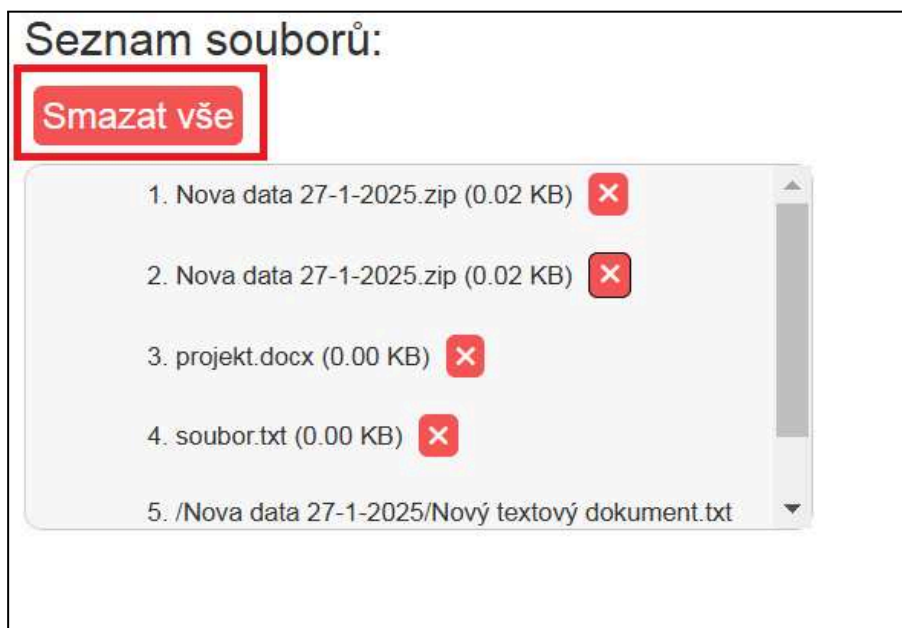 Seznam souborů:
Smazat vše
1. Nova data 27-1-2025.zip (0.02 KB)
2. Nova data 27-1-2025.zip (0.02 KB)
3. projekt.docx (0.00 KB)
4. soubor.txt (0.00 KB)
5. /Nova data 27-1-2025/Nový textový dokument.txt